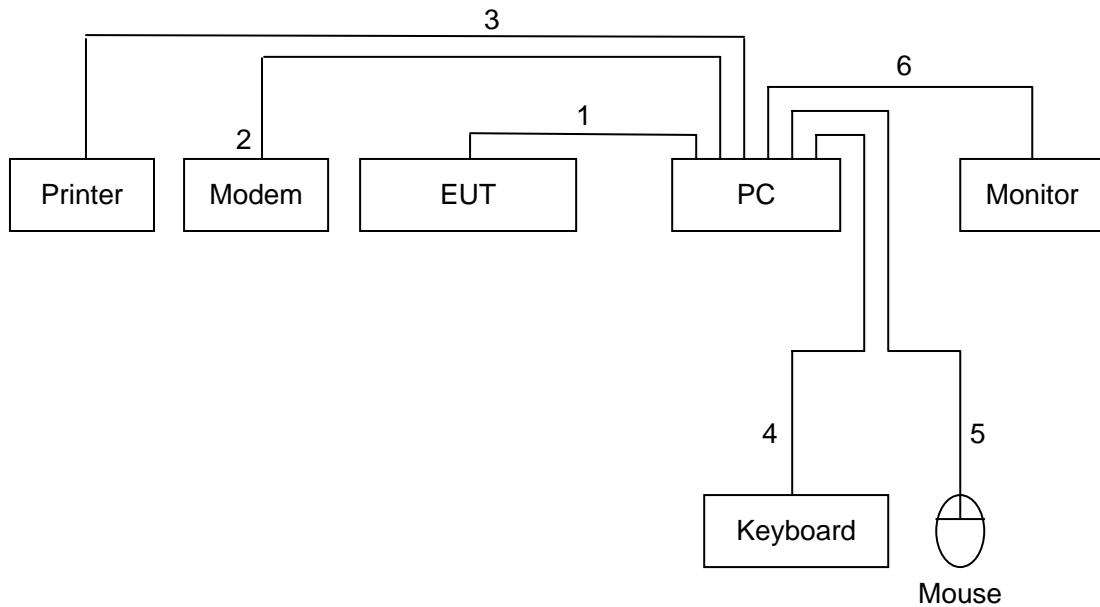 3
6
1
2
Printer
Modem
EUT
PC
Monitor
4
5
Keyboard
Mouse